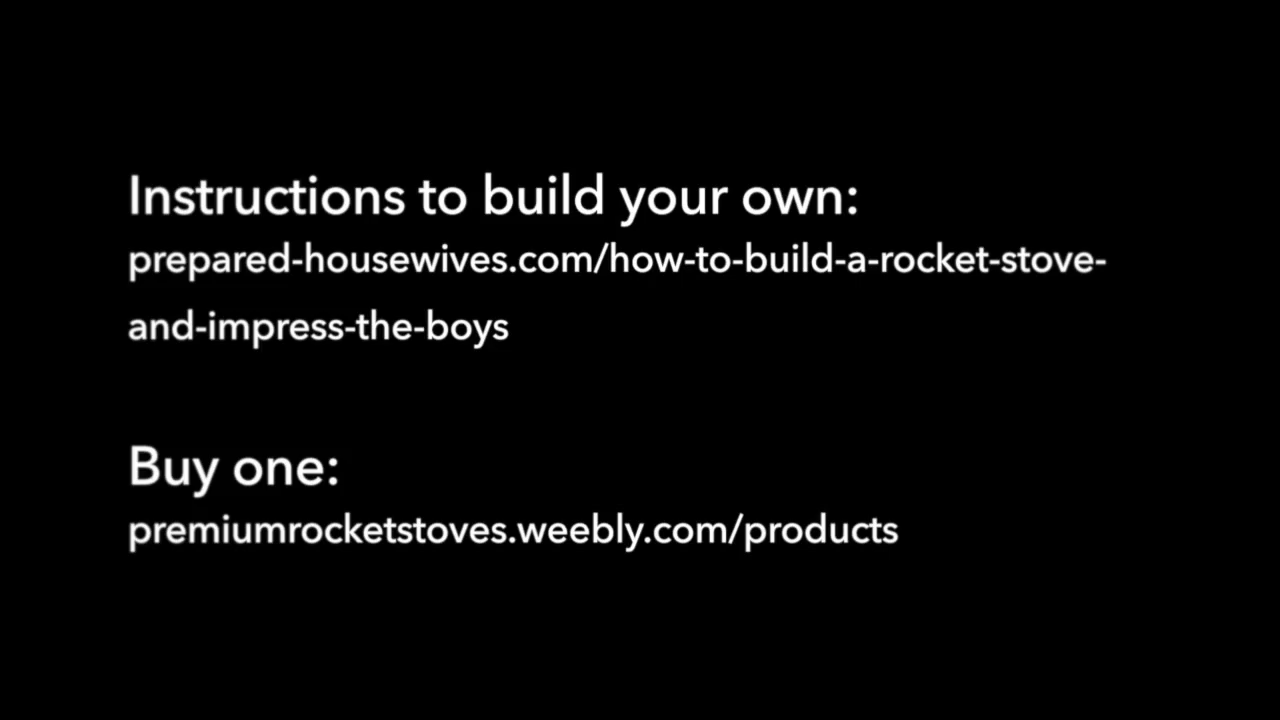 Instructions to build your own:
prepared-housewives.com/how-to-build-a-rocket-stove-
and-impress-the-boys
Buy one:
premiumrocketstoves.weebly.com/products